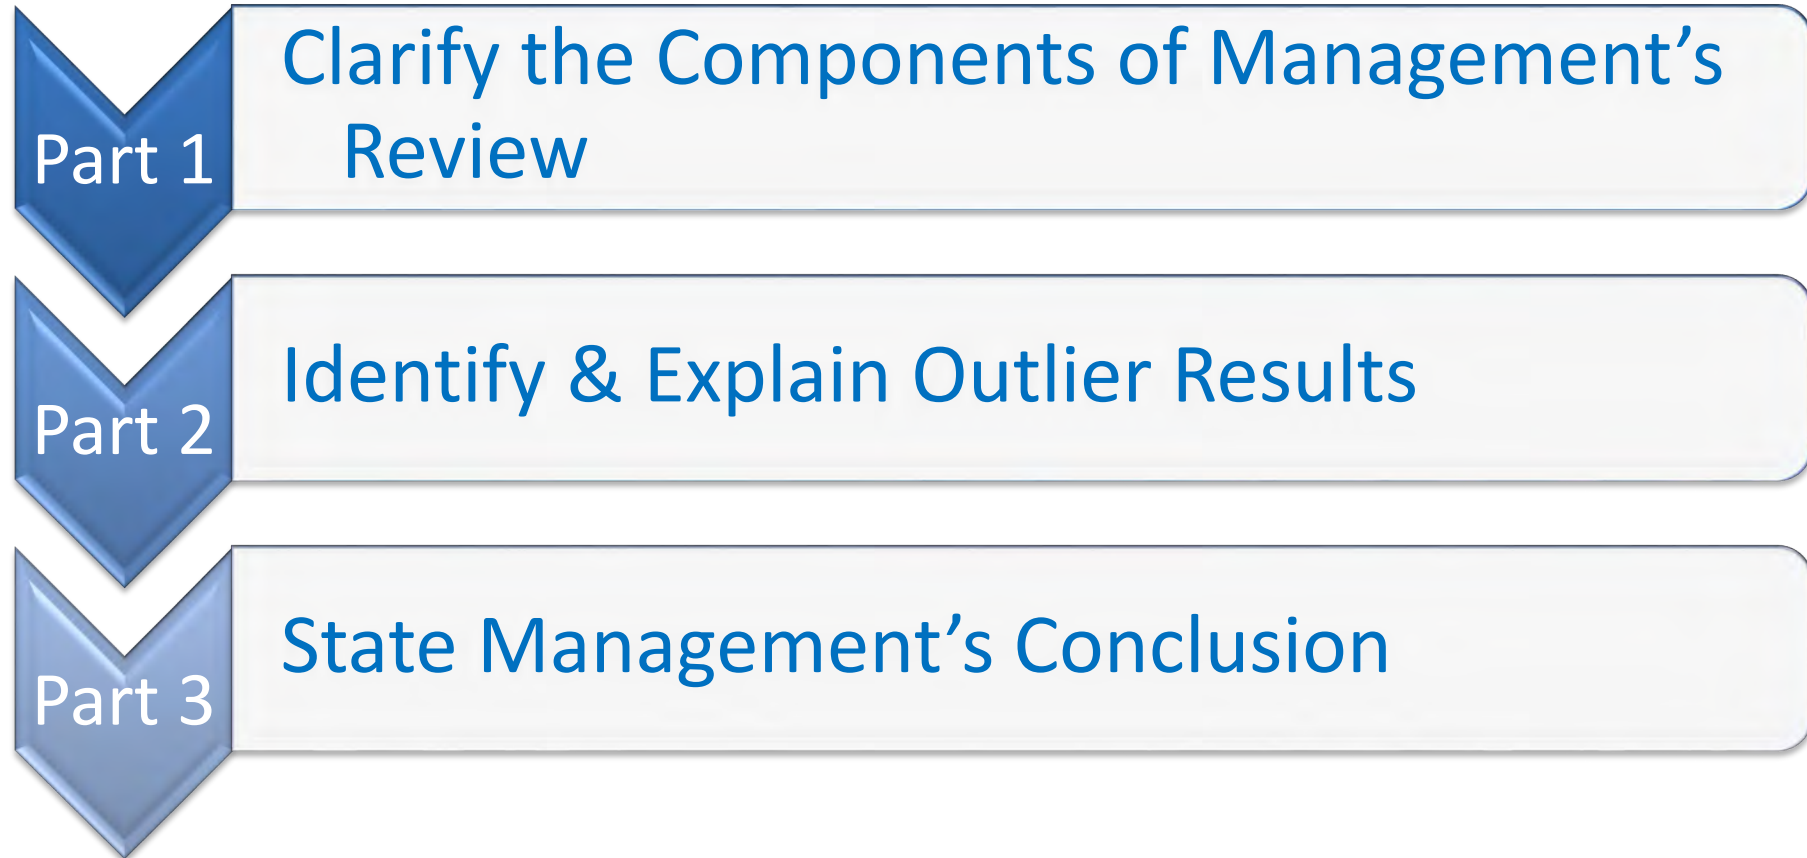 Part 1
Clarify the Components of Management’s
Review
Part 2
Identify & Explain Outlier Results
Part 3
State Management’s Conclusion